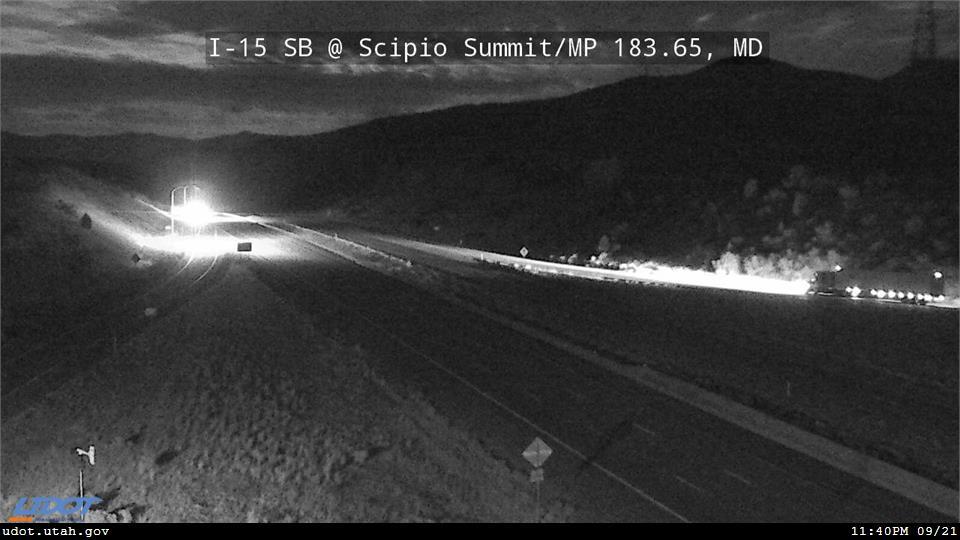 I-15 SB @ Scipio Summit/MP 183.65, MD
UDOT
udot.utah.gov 11:40PM 09/21